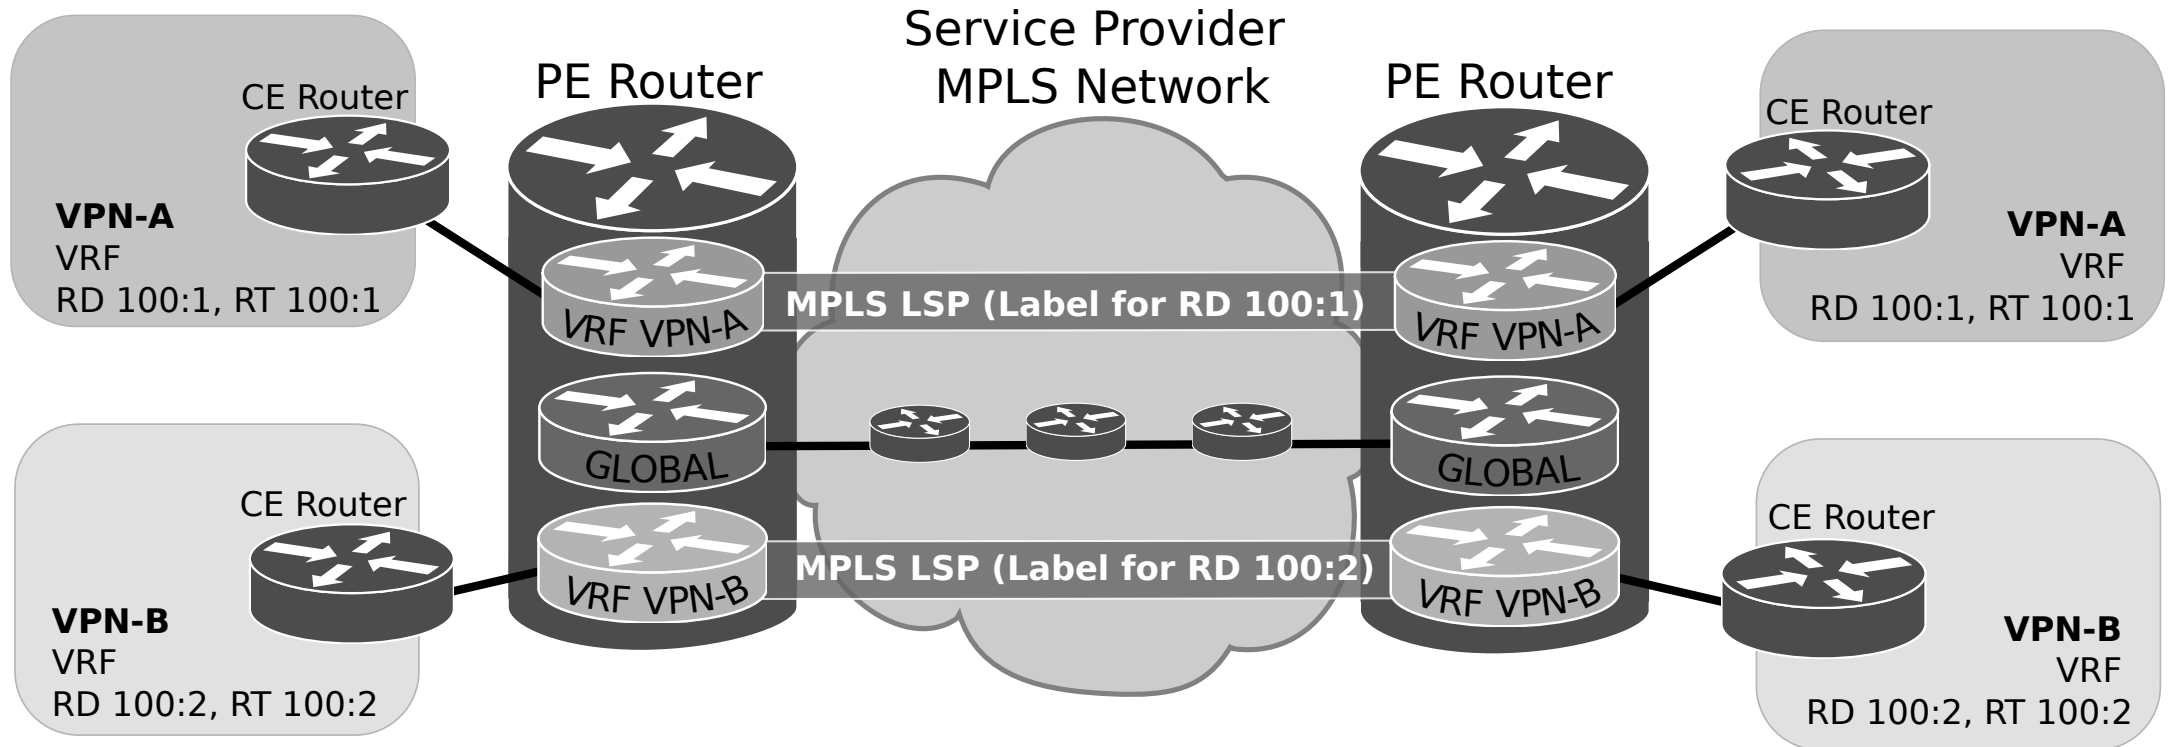 Service Provider
MPLS Network
PE Router
PE Router
CE Router
CE Router
VPN-A
VRF
RD 100:1, RT 100:1
VPN-A
VRF
RD 100:1, RT 100:1
MPLS LSP (Label for RD 100:1)
VRF VPN-A
VRF VPN-A
GLOBAL
GLOBAL
CE Router
CE Router
MPLS LSP (Label for RD 100:2)
VRF VPN-B
VRF VPN-B
VPN-B
VRF
RD 100:2, RT 100:2
VPN-B
VRF
RD 100:2, RT 100:2